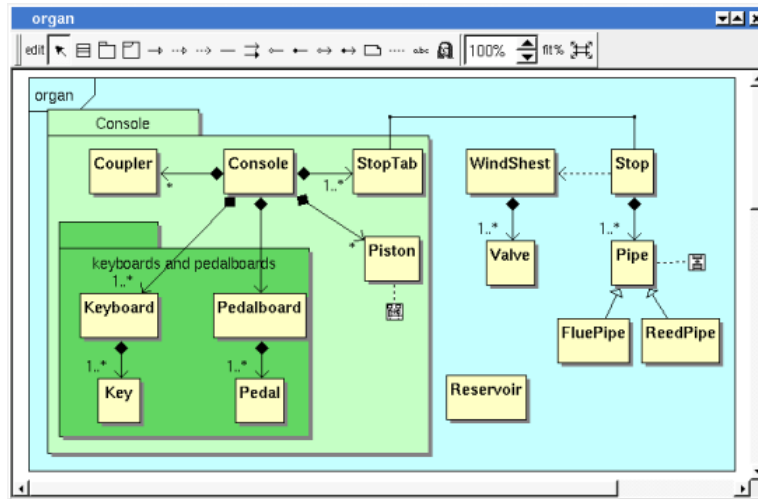 organ
edit
abc
100%
fit%
organ
Console
Coupler
Console
StopTab
WindShest
Stop
*
1..*
1..*
1..*
keyboards and pedalboards
Piston
Valve
Pipe
*
1..*
Keyboard
Pedalboard
FluePipe
ReedPipe
1..*
1..*
Key
Pedal
Reservoir